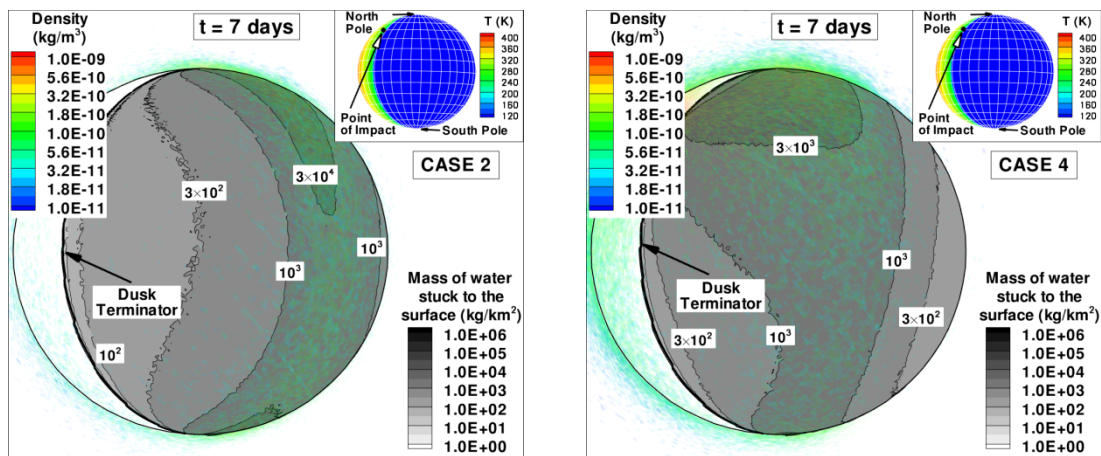 Density
(kg/m³)
1.0E-09
5.6E-10
3.2E-10
1.8E-10
1.0E-10
5.6E-11
3.2E-11
1.8E-11
1.0E-11
t = 7 days
North
Pole
Point
of Impact
South Pole
T (K)
400
360
320
280
240
200
160
120
CASE 2
3×10⁴
3×10²
10³
10³
Dusk
Terminator
10²
Mass of water
stuck to the
surface (kg/km²)
1.0E+06
1.0E+05
1.0E+04
1.0E+03
1.0E+02
1.0E+01
1.0E+00
Density
(kg/m³)
1.0E-09
5.6E-10
3.2E-10
1.8E-10
1.0E-10
5.6E-11
3.2E-11
1.8E-11
1.0E-11
t = 7 days
North
Pole
Point
of Impact
South Pole
T (K)
400
360
320
280
240
200
160
120
CASE 4
3×10³
10³
Dusk
Terminator
3×10²
3×10²
10³
Mass of water
stuck to the
surface (kg/km²)
1.0E+06
1.0E+05
1.0E+04
1.0E+03
1.0E+02
1.0E+01
1.0E+00